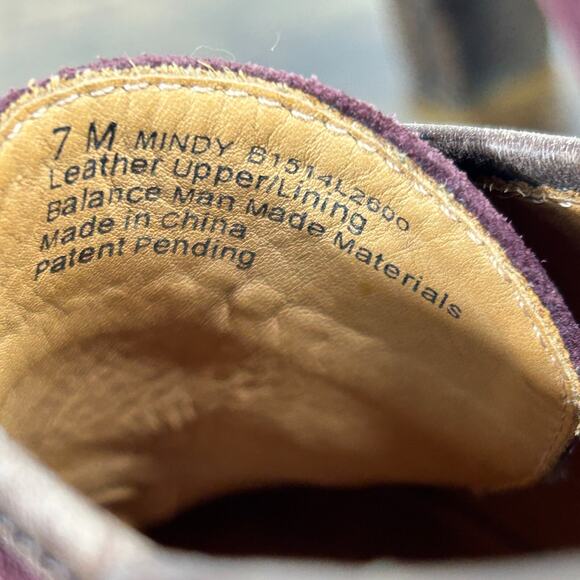 7 M MINDY B1514L2600
Leather Upper/Lining
Balance Man Made Materials
Made in China
Patent Pending